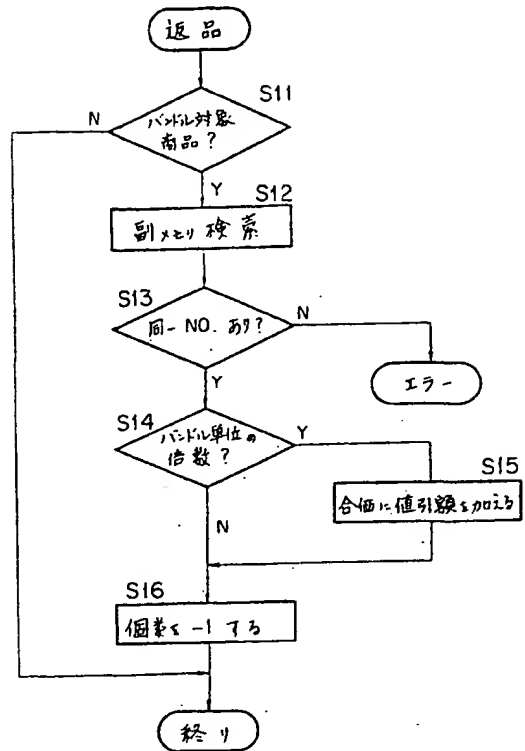 返品
S11
N
バンドル対象
商品?
Y
S12
副メモリ検索
S13
同一NO.あり?
N
エラー
Y
S14
バンドル単位の
倍数?
Y
S15
合価に値引額を加える
N
S16
個数を-1する
終り